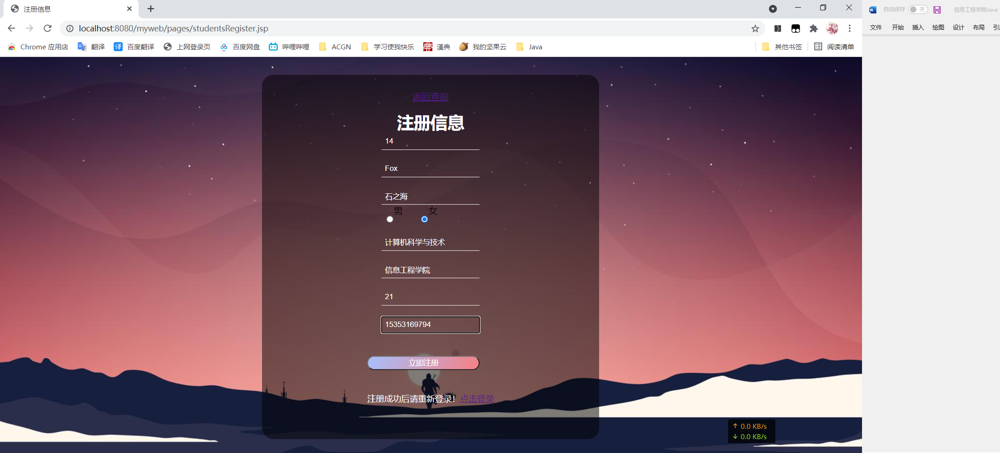 注册信息
自动保存 关 信息工程学院Java
localhost:8080/myweb/pages/studentsRegister.jsp
文件 开始 插入 绘图 设计 布局
Chrome 应用店 翻译 百度翻译 上网登录页 百度网盘 哔哩哔哩 ACGN 学习使我快乐 漢典 我的坚果云 Java 其他书签 阅读清单
返回查询
注册信息
14
Fox
石之海
男 女
计算机科学与技术
信息工程学院
21
15353169794
立即注册
注册成功后请重新登录！点击登录
↑ 0.0 KB/s
↓ 0.0 KB/s